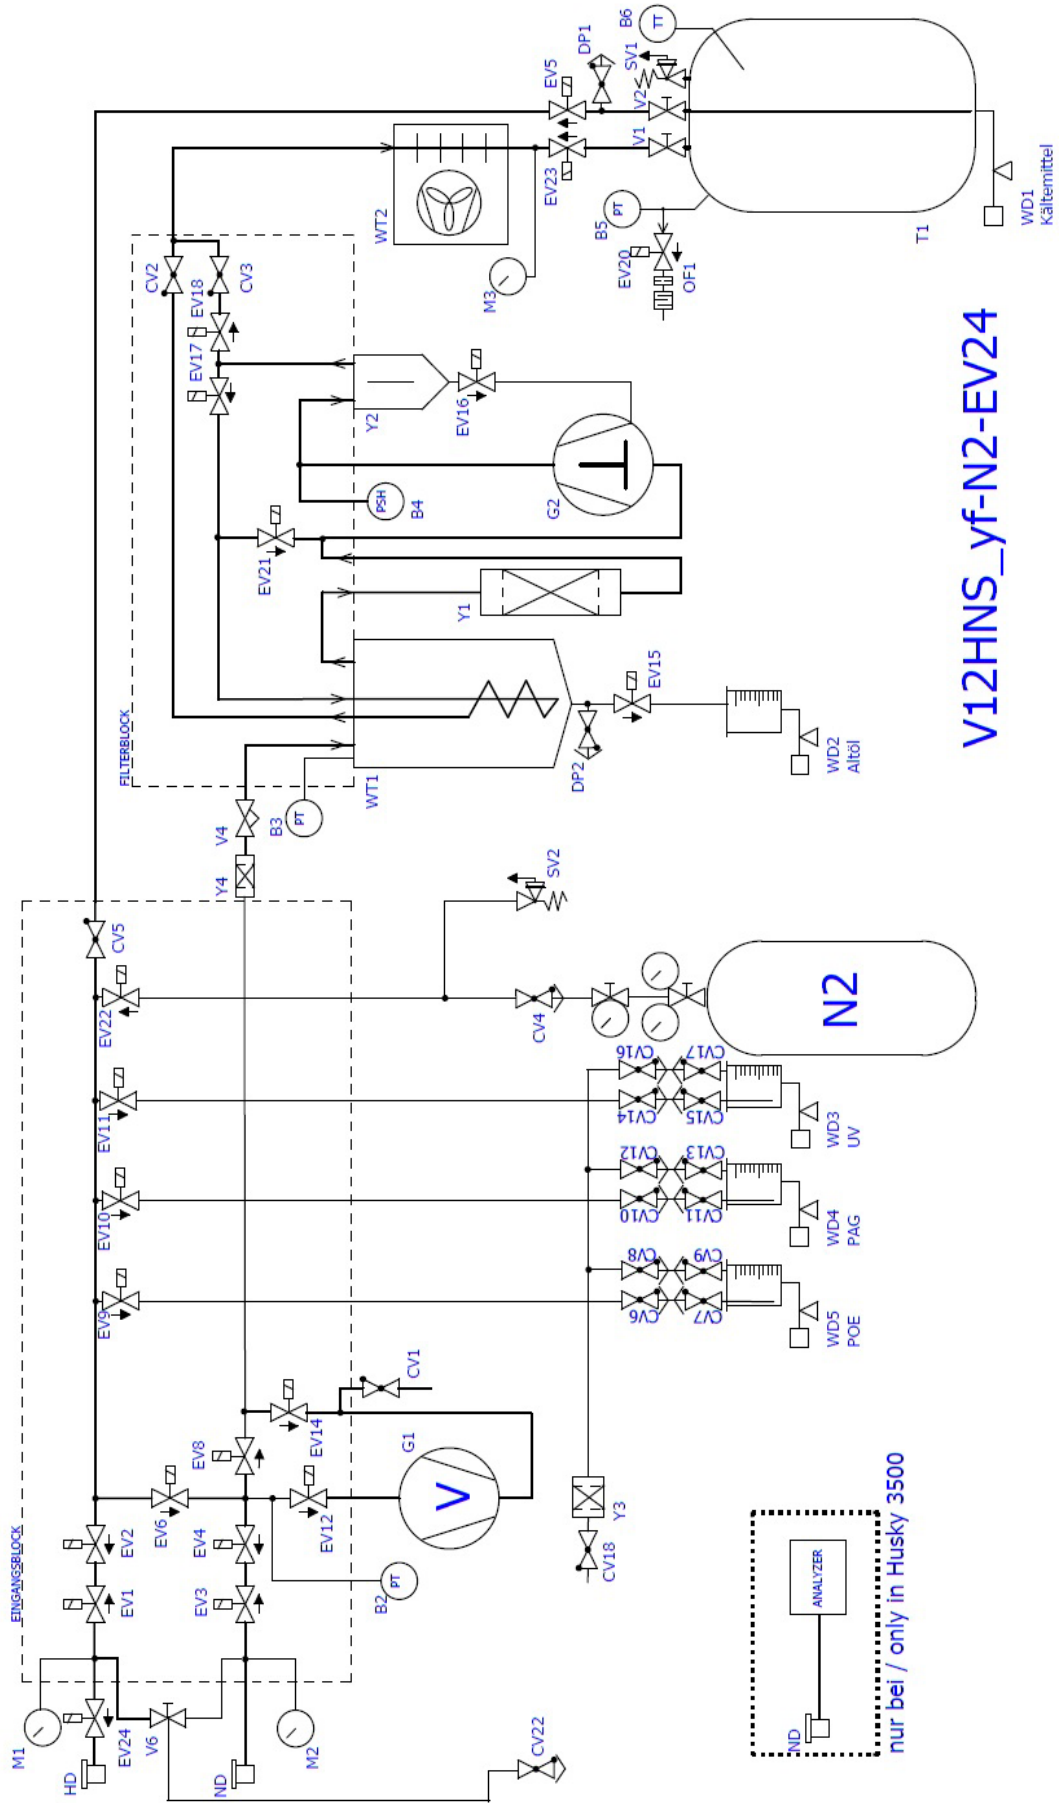 M1
EINGANGSBLOCK
HD
EV24
EV1
EV2
EV9
EV10
EV11
EV22
CV5
FILTERBLOCK
V6
EV6
CV2
ND
EV3
EV4
EV8
Y4
V4
EV17
EV18
CV3
M2
EV12
EV14
B3
PT
EV21
B2
PT
WT1
Y2
PSH
B4
WT2
G1
V
CV1
EV16
Y1
M3
CV22
CV4
SV2
G2
EV23
EV5
DP2
DP1
CV18
Y3
B5
PT
EV20
B6
TT
CV6
CV8
CV10
CV12
CV14
CV16
EV15
V1
V2
SV1
OF1
CV7
CV9
CV11
CV13
CV15
CV17
ND
ANALYZER
nur bei / only in Husky 3500
WD5
POE
WD4
PAG
WD3
UV
N2
WD2
Altöl
T1
V12HNS_yf-N2-EV24
WD1
Kältemittel